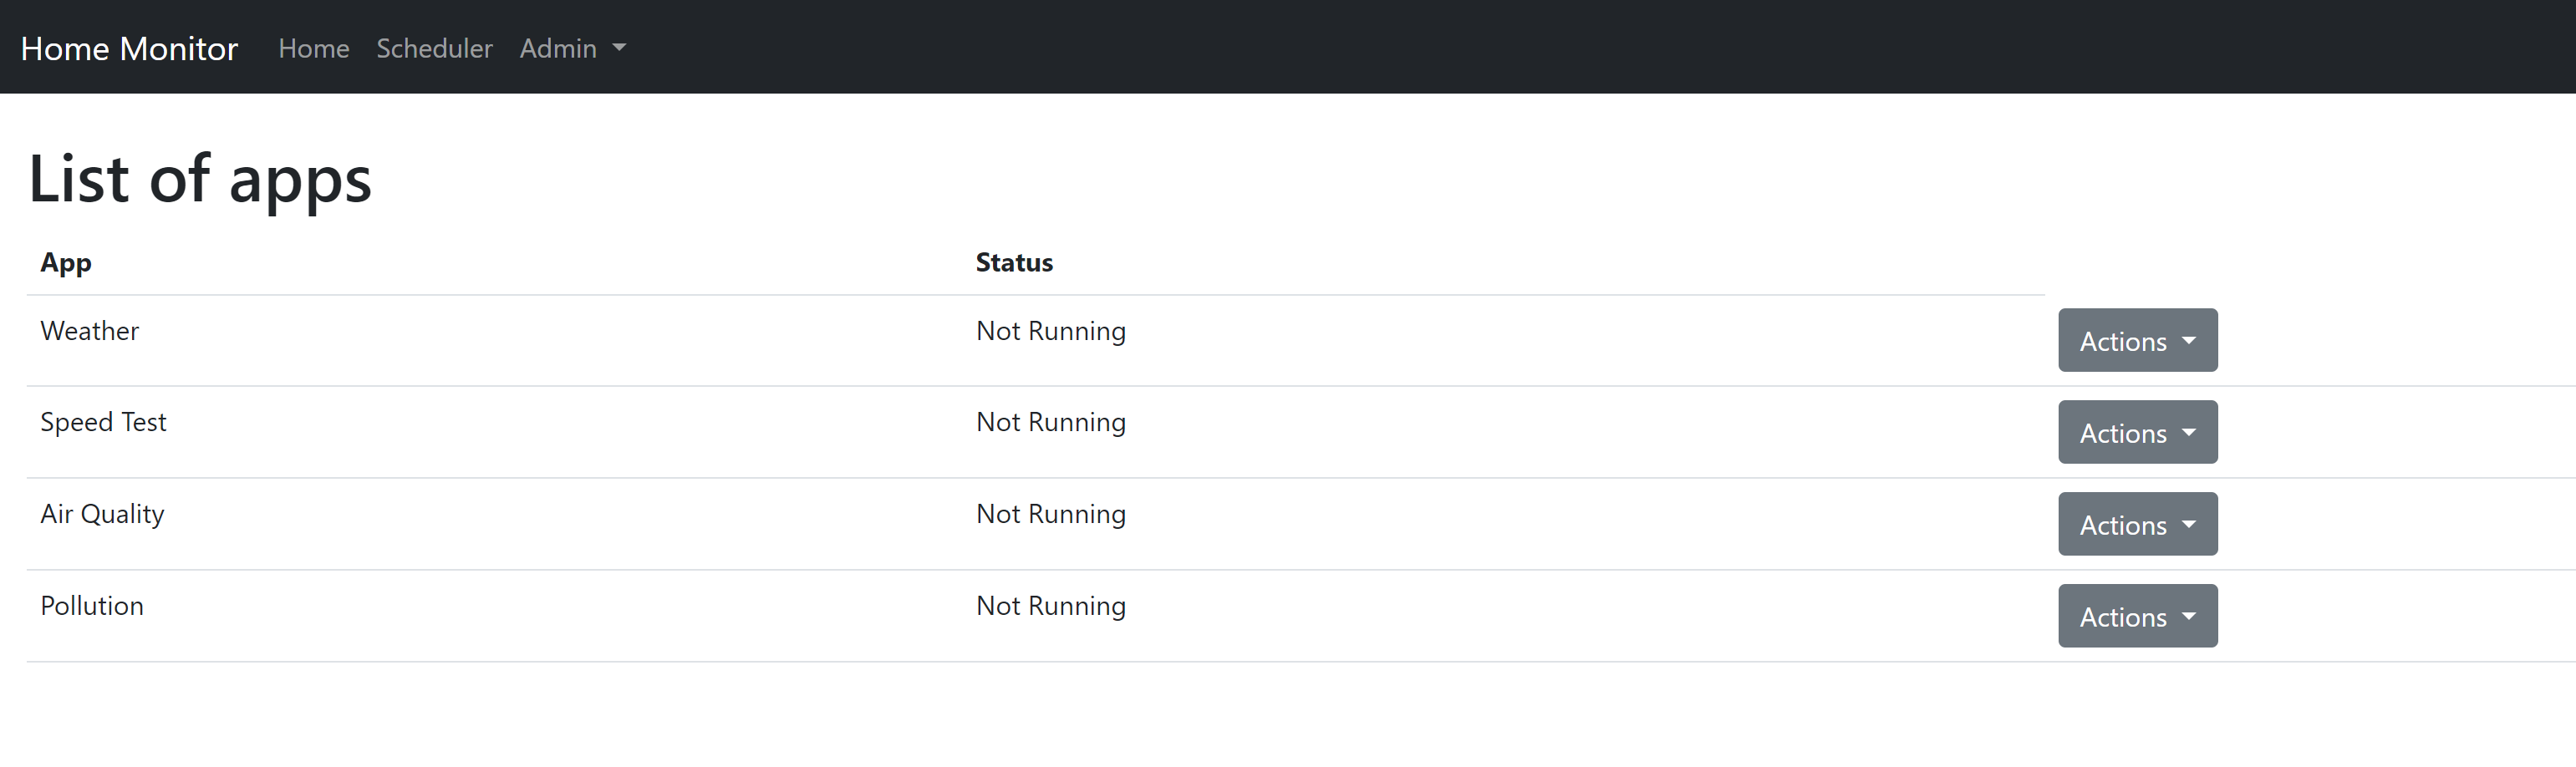 Home Monitor Home Scheduler Admin
List of apps
App Status
Weather Not Running Actions
Speed Test Not Running Actions
Air Quality Not Running Actions
Pollution Not Running Actions